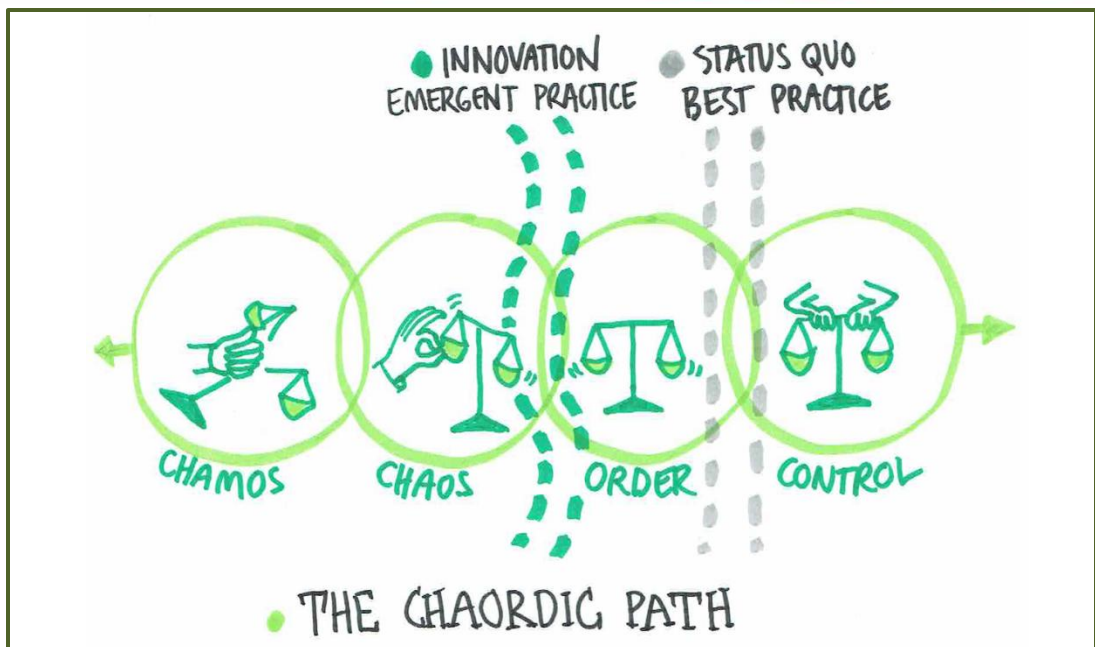 INNOVATION
EMERGENT PRACTICE
STATUS QUO
BEST PRACTICE
CHAMOS
CHAOS
ORDER
CONTROL
THE CHAORDIC PATH